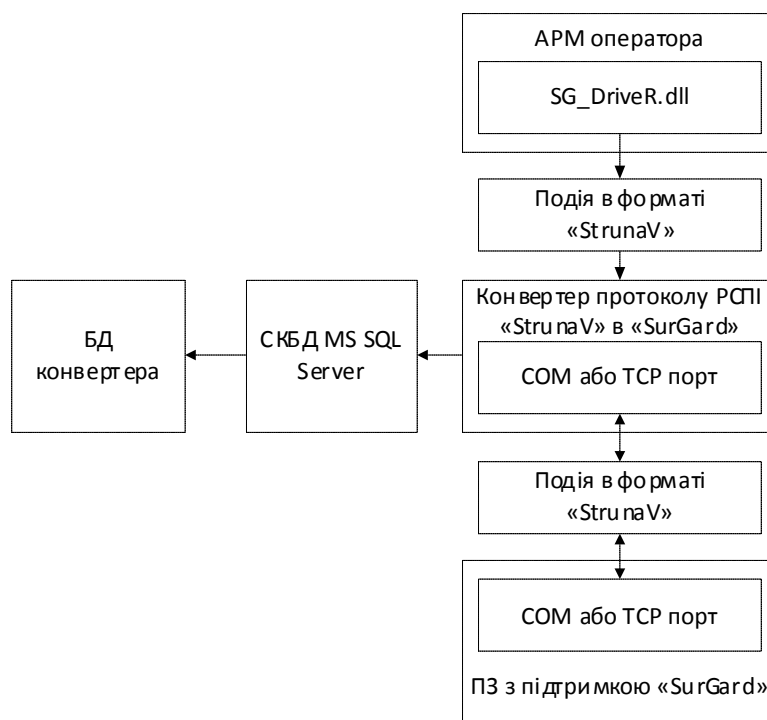 АРМ оператора
SG_DriveR.dll
Подія в форматі
«StrunaV»
Конвертер протоколу РСПІ
«StrunaV» в «SurGard»
COM або TCP порт
СКБД MS SQL
Server
БД
конвертера
Подія в форматі
«StrunaV»
COM або TCP порт
ПЗ з підтримкою «SurGard»